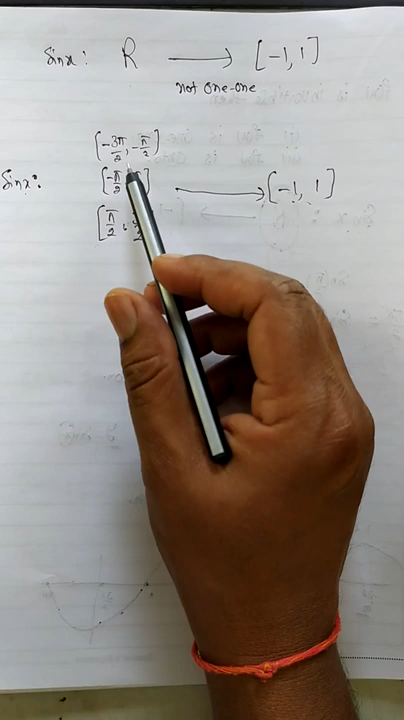 Sinx: R ⟶ [-1, 1]
not one-one
[-3π/2, -π/2]
Sinx: [-π/2, ⟶ [-1, 1]
[π/2,